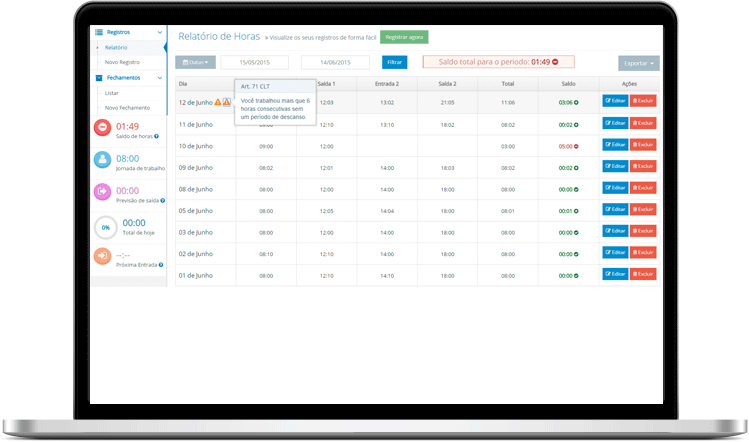 Registros
Relatório
Novo Registro
Fechamentos
Listar
Novo Fechamento
01:49
Saldo de horas
08:00
Jornada de trabalho
00:00
Previsão de saída
0%
00:00
Total de hoje
--:--
Próxima Entrada
Relatório de Horas » Visualize os seus registros de forma fácil Registrar agora
Datas 15/05/2015 14/06/2015 Filtrar Saldo total para o período: 01:49 Exportar
Dia Saída 1 Entrada 2 Saída 2 Total Saldo Ações
Art. 71 CLT
Você trabalhou mais que 6
horas consecutivas sem
um período de descanso
12 de Junho 12:03 13:02 21:05 11:06 03:06 Editar Excluir
11 de Junho 12:10 13:10 18:02 08:02 00:02 Editar Excluir
10 de Junho 09:00 12:00 03:00 05:00 Editar Excluir
09 de Junho 08:02 12:01 14:00 18:03 08:02 00:02 Editar Excluir
08 de Junho 08:00 12:00 14:00 18:00 08:00 00:00 Editar Excluir
05 de Junho 08:00 12:05 14:04 18:04 08:01 00:01 Editar Excluir
03 de Junho 08:00 12:00 14:00 18:00 08:00 00:00 Editar Excluir
02 de Junho 08:10 12:10 14:00 18:00 08:00 00:00 Editar Excluir
01 de Junho 08:00 12:10 14:10 18:00 08:00 00:00 Editar Excluir